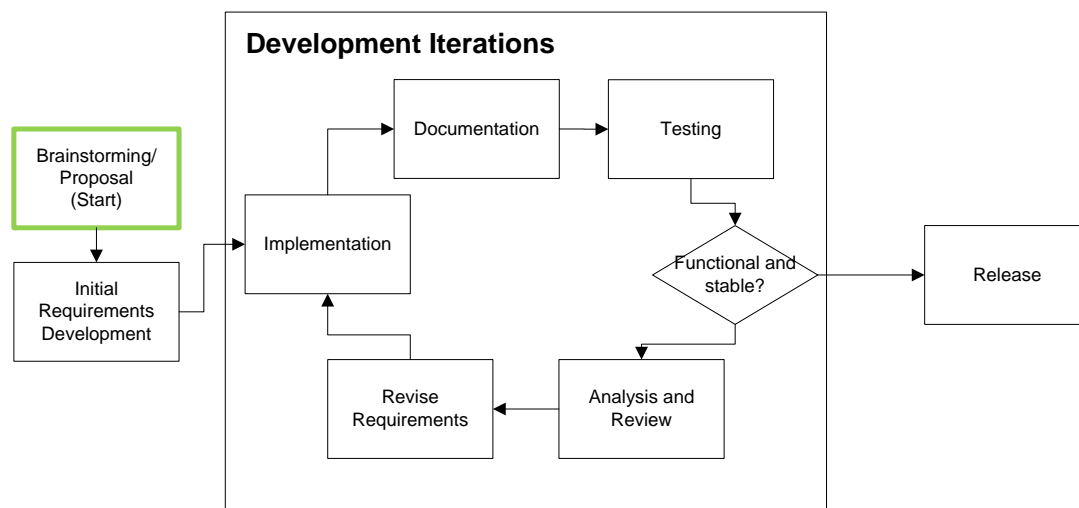 Development Iterations
Brainstorming/
Proposal
(Start)
Initial
Requirements
Development
Implementation
Documentation
Testing
Functional and
stable?
Analysis and
Review
Revise
Requirements
Release